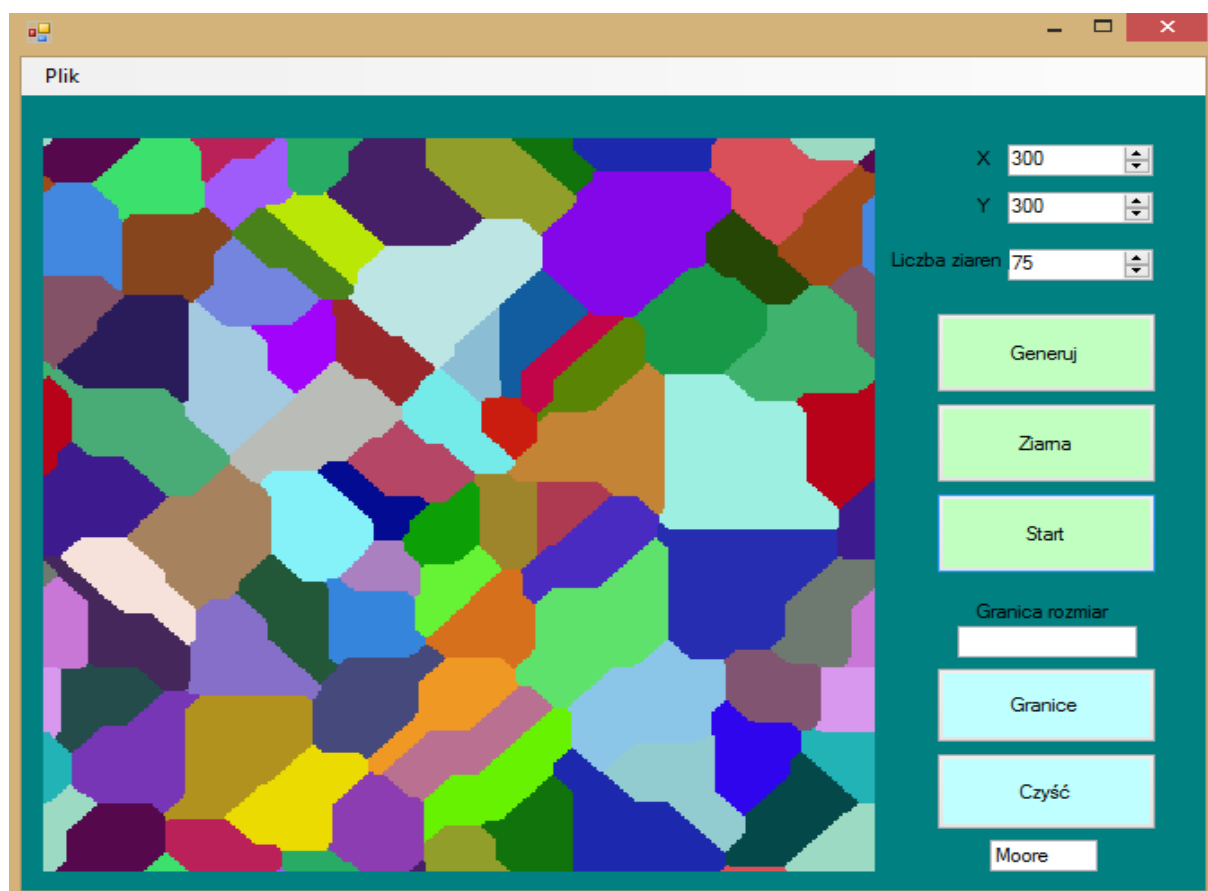 Plik
X 300
Y 300
Liczba ziaren 75
Generuj
Ziarna
Start
Granica rozmiar
Granice
Czyść
Moore